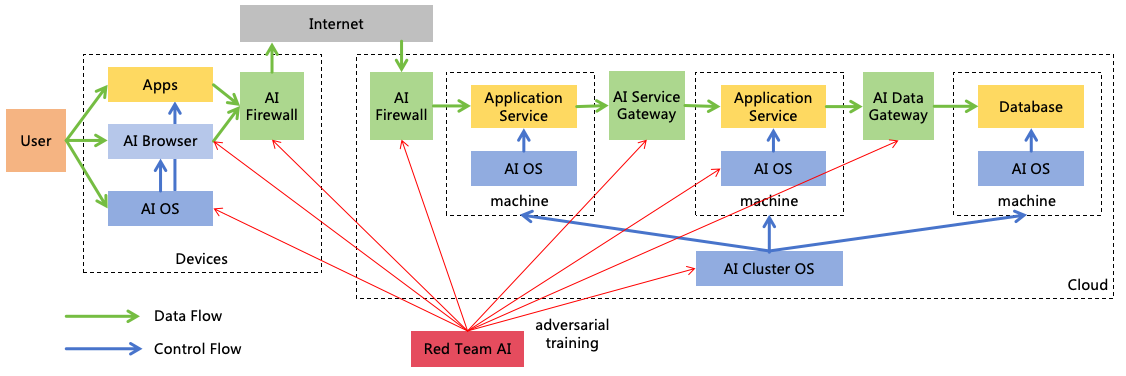 Internet
User
Apps
AI Browser
AI OS
AI
Firewall
Devices
AI
Firewall
Application
Service
AI OS
machine
AI Service
Gateway
Application
Service
AI OS
machine
AI Data
Gateway
Database
AI OS
machine
AI Cluster OS
Cloud
Data Flow
Control Flow
Red Team AI
adversarial
training